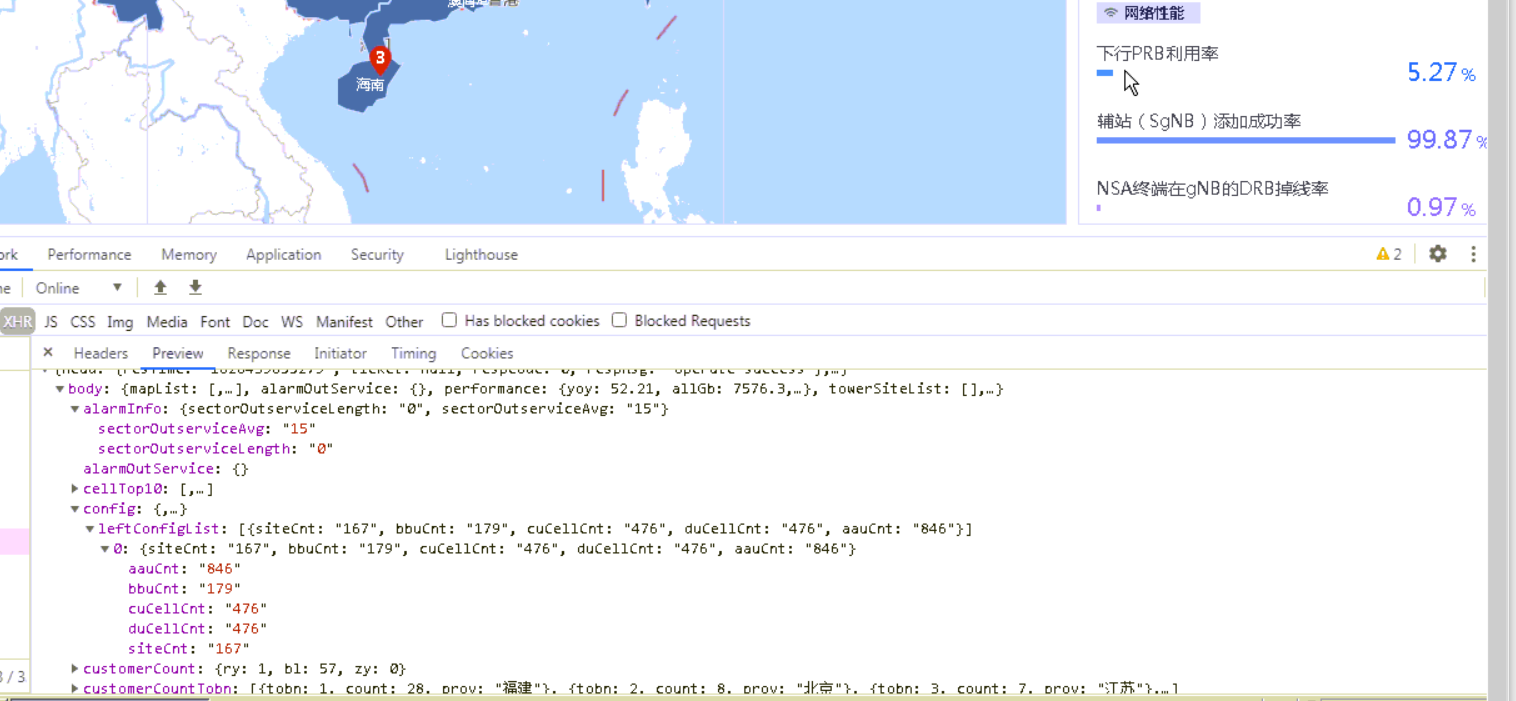 香港
网络性能
3
下行PRB利用率
5.27%
海南
辅站（SgNB）添加成功率
99.87%
NSA终端在gNB的DRB掉线率
0.97%
Performance Memory Application Security Lighthouse 2
Online
XHR JS CSS Img Media Font Doc WS Manifest Other Has blocked cookies Blocked Requests
× Headers Preview Response Initiator Timing Cookies
body: {mapList: [,…], alarmOutService: {}, performance: {yoy: 52.21, allGb: 7576.3,…}, towerSiteList: [],…}
alarmInfo: {sectorOutserviceLength: "0", sectorOutserviceAvg: "15"}
sectorOutserviceAvg: "15"
sectorOutserviceLength: "0"
alarmOutService: {}
cellTop10: [,…]
config: {,…}
leftConfigList: [{siteCnt: "167", bbuCnt: "179", cuCellCnt: "476", duCellCnt: "476", aauCnt: "846"}]
0: {siteCnt: "167", bbuCnt: "179", cuCellCnt: "476", duCellCnt: "476", aauCnt: "846"}
aauCnt: "846"
bbuCnt: "179"
cuCellCnt: "476"
duCellCnt: "476"
siteCnt: "167"
customerCount: {ry: 1, bl: 57, zy: 0}
/ 3
customerCountTobn: [{tobn: 1, count: 28, prov: "福建"}, {tobn: 2, count: 8, prov: "北京"}, {tobn: 3, count: 7, prov: "江苏"},…]